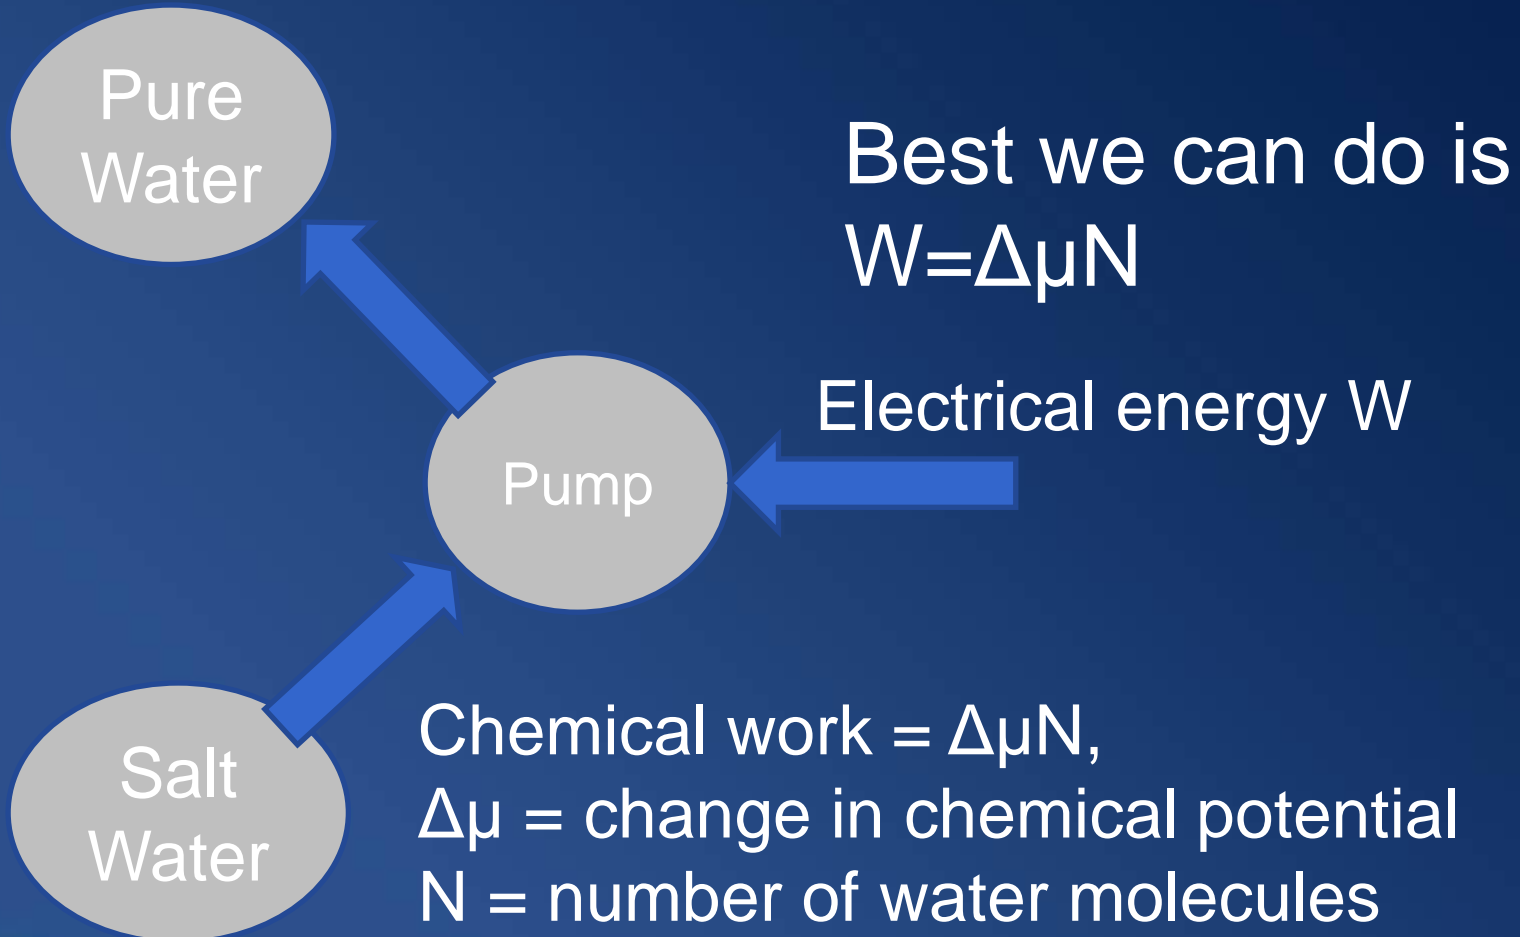 Pure
Water
Best we can do is
W=ΔμN
Electrical energy W
Pump
Salt
Water
Chemical work = ΔμN,
Δμ = change in chemical potential
N = number of water molecules